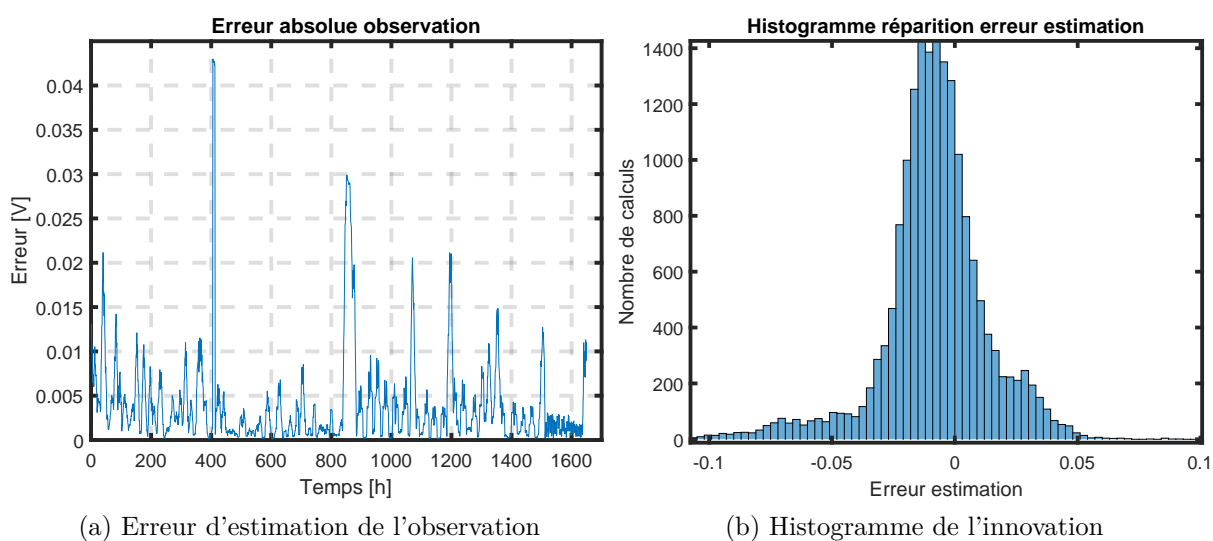 Erreur absolue observation
Erreur [V]
0.04
0.035
0.03
0.025
0.02
0.015
0.01
0.005
0
0 200 400 600 800 1000 1200 1400 1600
Temps [h]
(a) Erreur d'estimation de l'observation
Histogramme réparition erreur estimation
Nombre de calculs
1400
1200
1000
800
600
400
200
0
-0.1 -0.05 0 0.05 0.1
Erreur estimation
(b) Histogramme de l'innovation